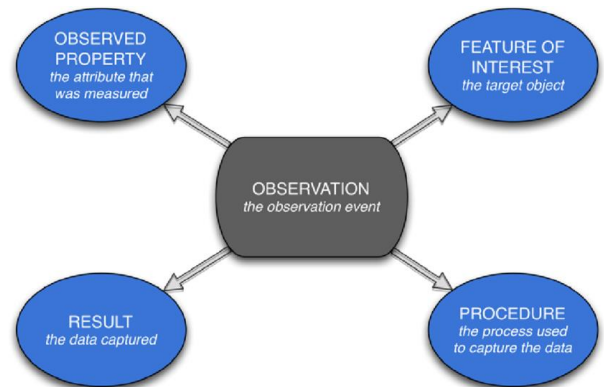 OBSERVED
PROPERTY
the attribute that
was measured
FEATURE OF
INTEREST
the target object
OBSERVATION
the observation event
RESULT
the data captured
PROCEDURE
the process used
to capture the data